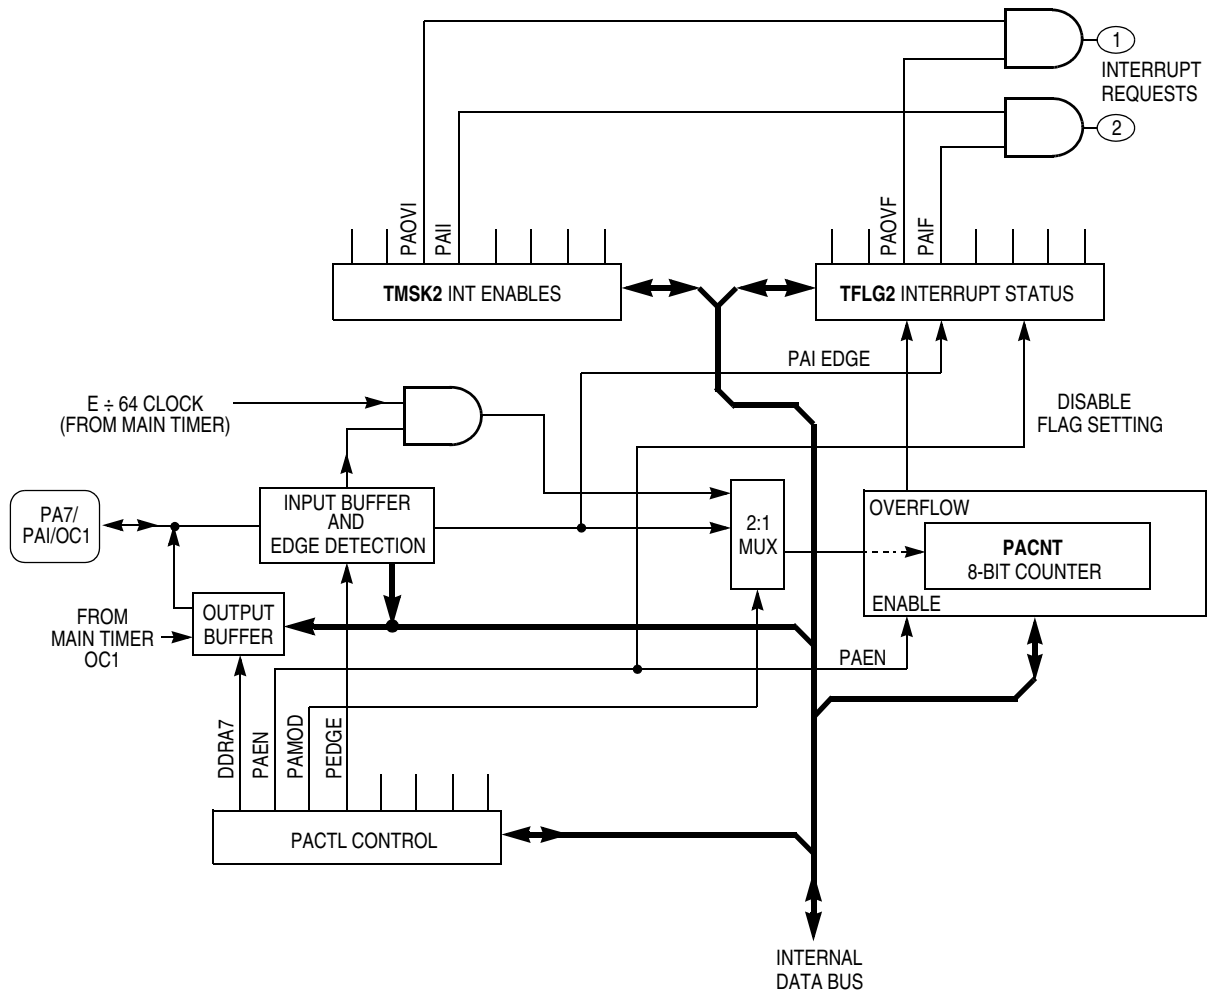 1
INTERRUPT
REQUESTS
2
PAOVI
PAII
PAOVF
PAIF
TMSK2 INT ENABLES
TFLG2 INTERRUPT STATUS
PAI EDGE
E ÷ 64 CLOCK
(FROM MAIN TIMER)
DISABLE
FLAG SETTING
PA7/
PAI/OC1
INPUT BUFFER
AND
EDGE DETECTION
2:1
MUX
OVERFLOW
PACNT
8-BIT COUNTER
ENABLE
FROM
MAIN TIMER
OC1
OUTPUT
BUFFER
PAEN
DDRA7
PAEN
PAMOD
PEDGE
PACTL CONTROL
INTERNAL
DATA BUS